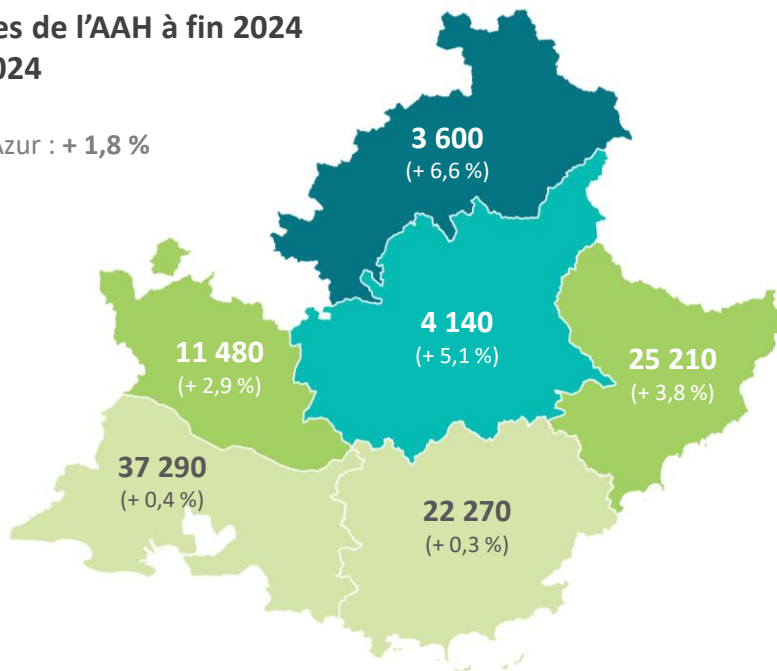 es de l’AAH à fin 2024
024
Azur : + 1,8 %
3 600
(+ 6,6 %)
4 140
(+ 5,1 %)
11 480
(+ 2,9 %)
25 210
(+ 3,8 %)
37 290
(+ 0,4 %)
22 270
(+ 0,3 %)